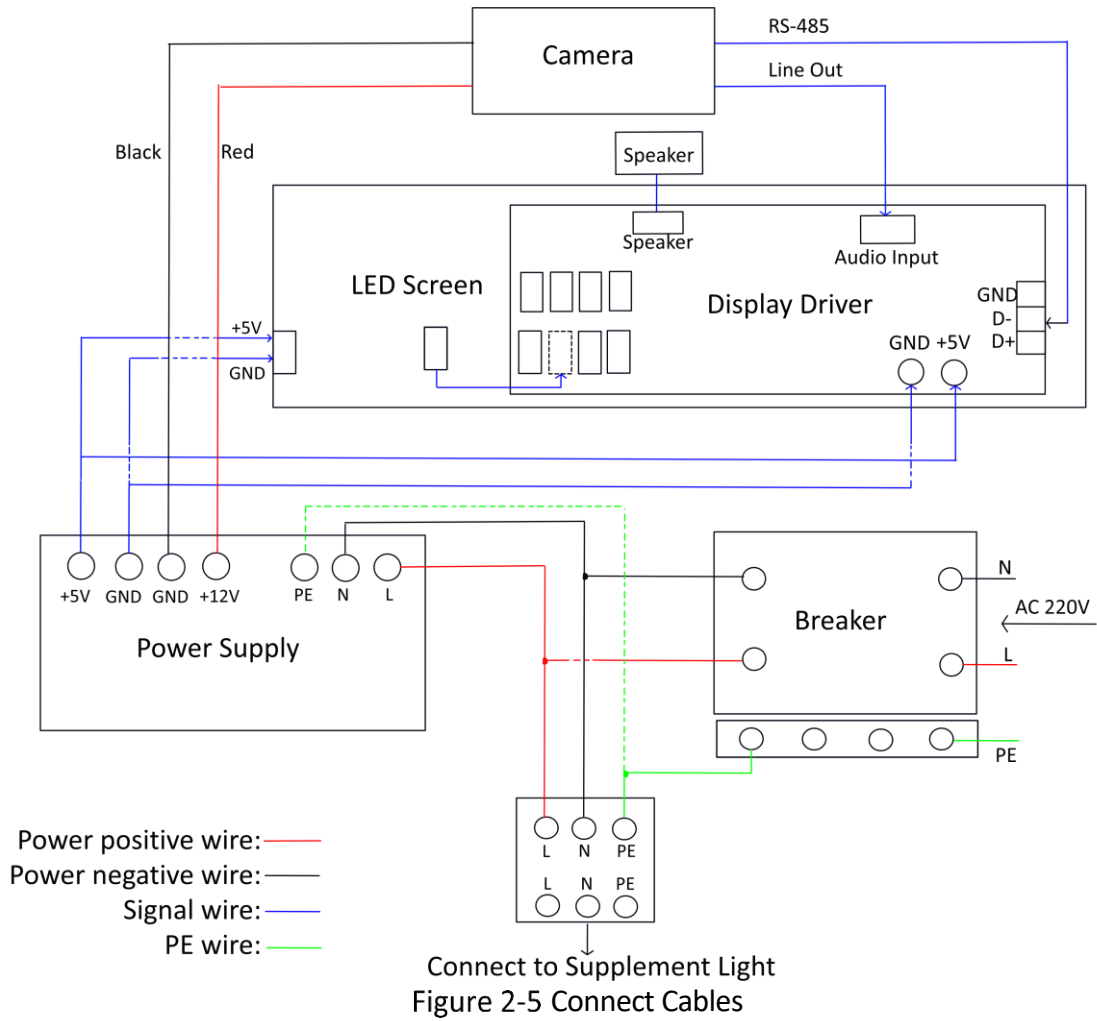 RS-485
Camera
Line Out
Black
Red
Speaker
Speaker
Audio Input
LED Screen
Display Driver
GND
D-
D+
+5V
GND
GND +5V
+5V GND GND +12V PE N L
Power Supply
Breaker
N
AC 220V
L
PE
L N PE
L N PE
Power positive wire:
Power negative wire:
Signal wire:
PE wire:
Connect to Supplement Light
Figure 2-5 Connect Cables